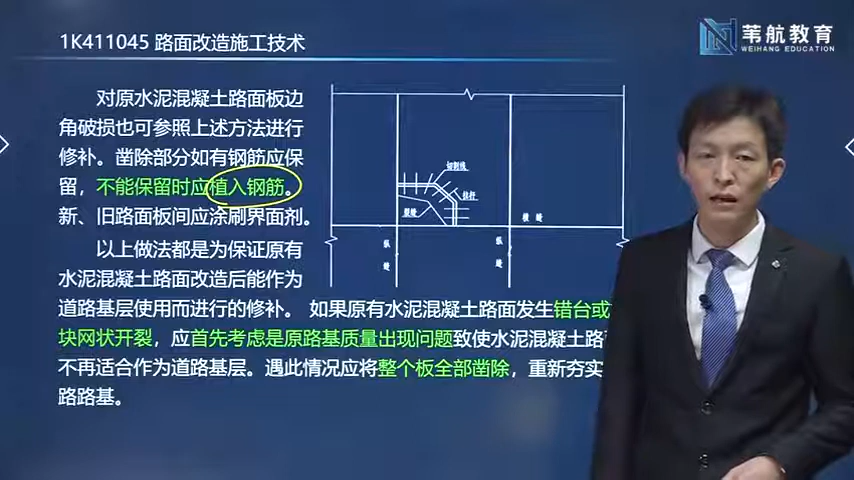 1K411045 路面改造施工技术
苇航教育
WEIHANG EDUCATION
对原水泥混凝土路面板边
角破损也可参照上述方法进行
修补。凿除部分如有钢筋应保
留，不能保留时应植入钢筋。
新、旧路面板间应涂刷界面剂。
以上做法都是为保证原有
水泥混凝土路面改造后能作为
道路基层使用而进行的修补。 如果原有水泥混凝土路面发生错台或
块网状开裂，应首先考虑是原路基质量出现问题致使水泥混凝土路
不再适合作为道路基层。遇此情况应将整个板全部凿除，重新夯实
路路基。
切割线
拉杆
裂缝
横 缝
纵
缝
纵
缝